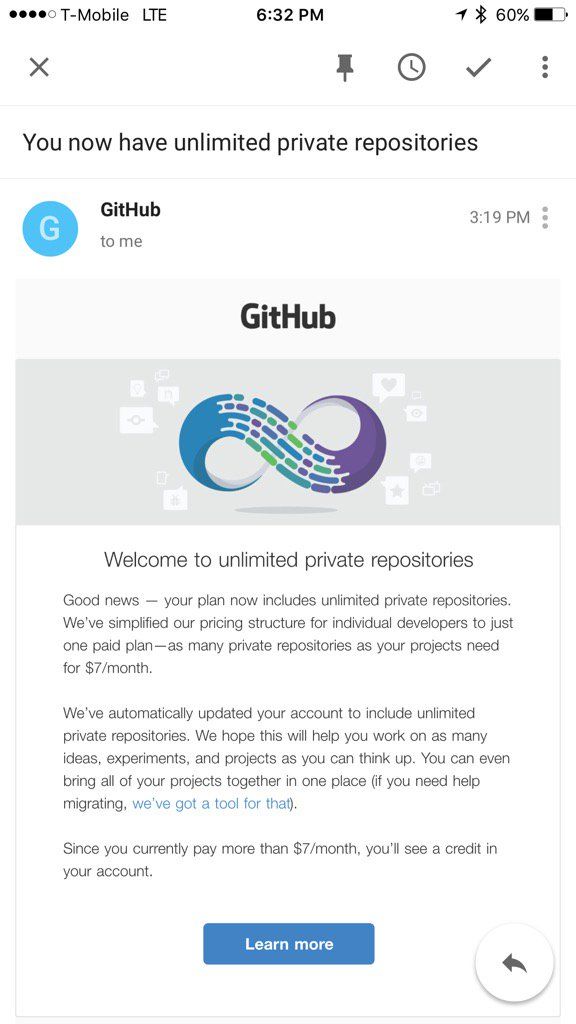 T-Mobile LTE 6:32 PM 60%
You now have unlimited private repositories
G
GitHub
to me
3:19 PM
GitHub
Welcome to unlimited private repositories
Good news — your plan now includes unlimited private repositories.
We've simplified our pricing structure for individual developers to just
one paid plan—as many private repositories as your projects need
for $7/month.
We've automatically updated your account to include unlimited
private repositories. We hope this will help you work on as many
ideas, experiments, and projects as you can think up. You can even
bring all of your projects together in one place (if you need help
migrating, we've got a tool for that).
Since you currently pay more than $7/month, you'll see a credit in
your account.
Learn more